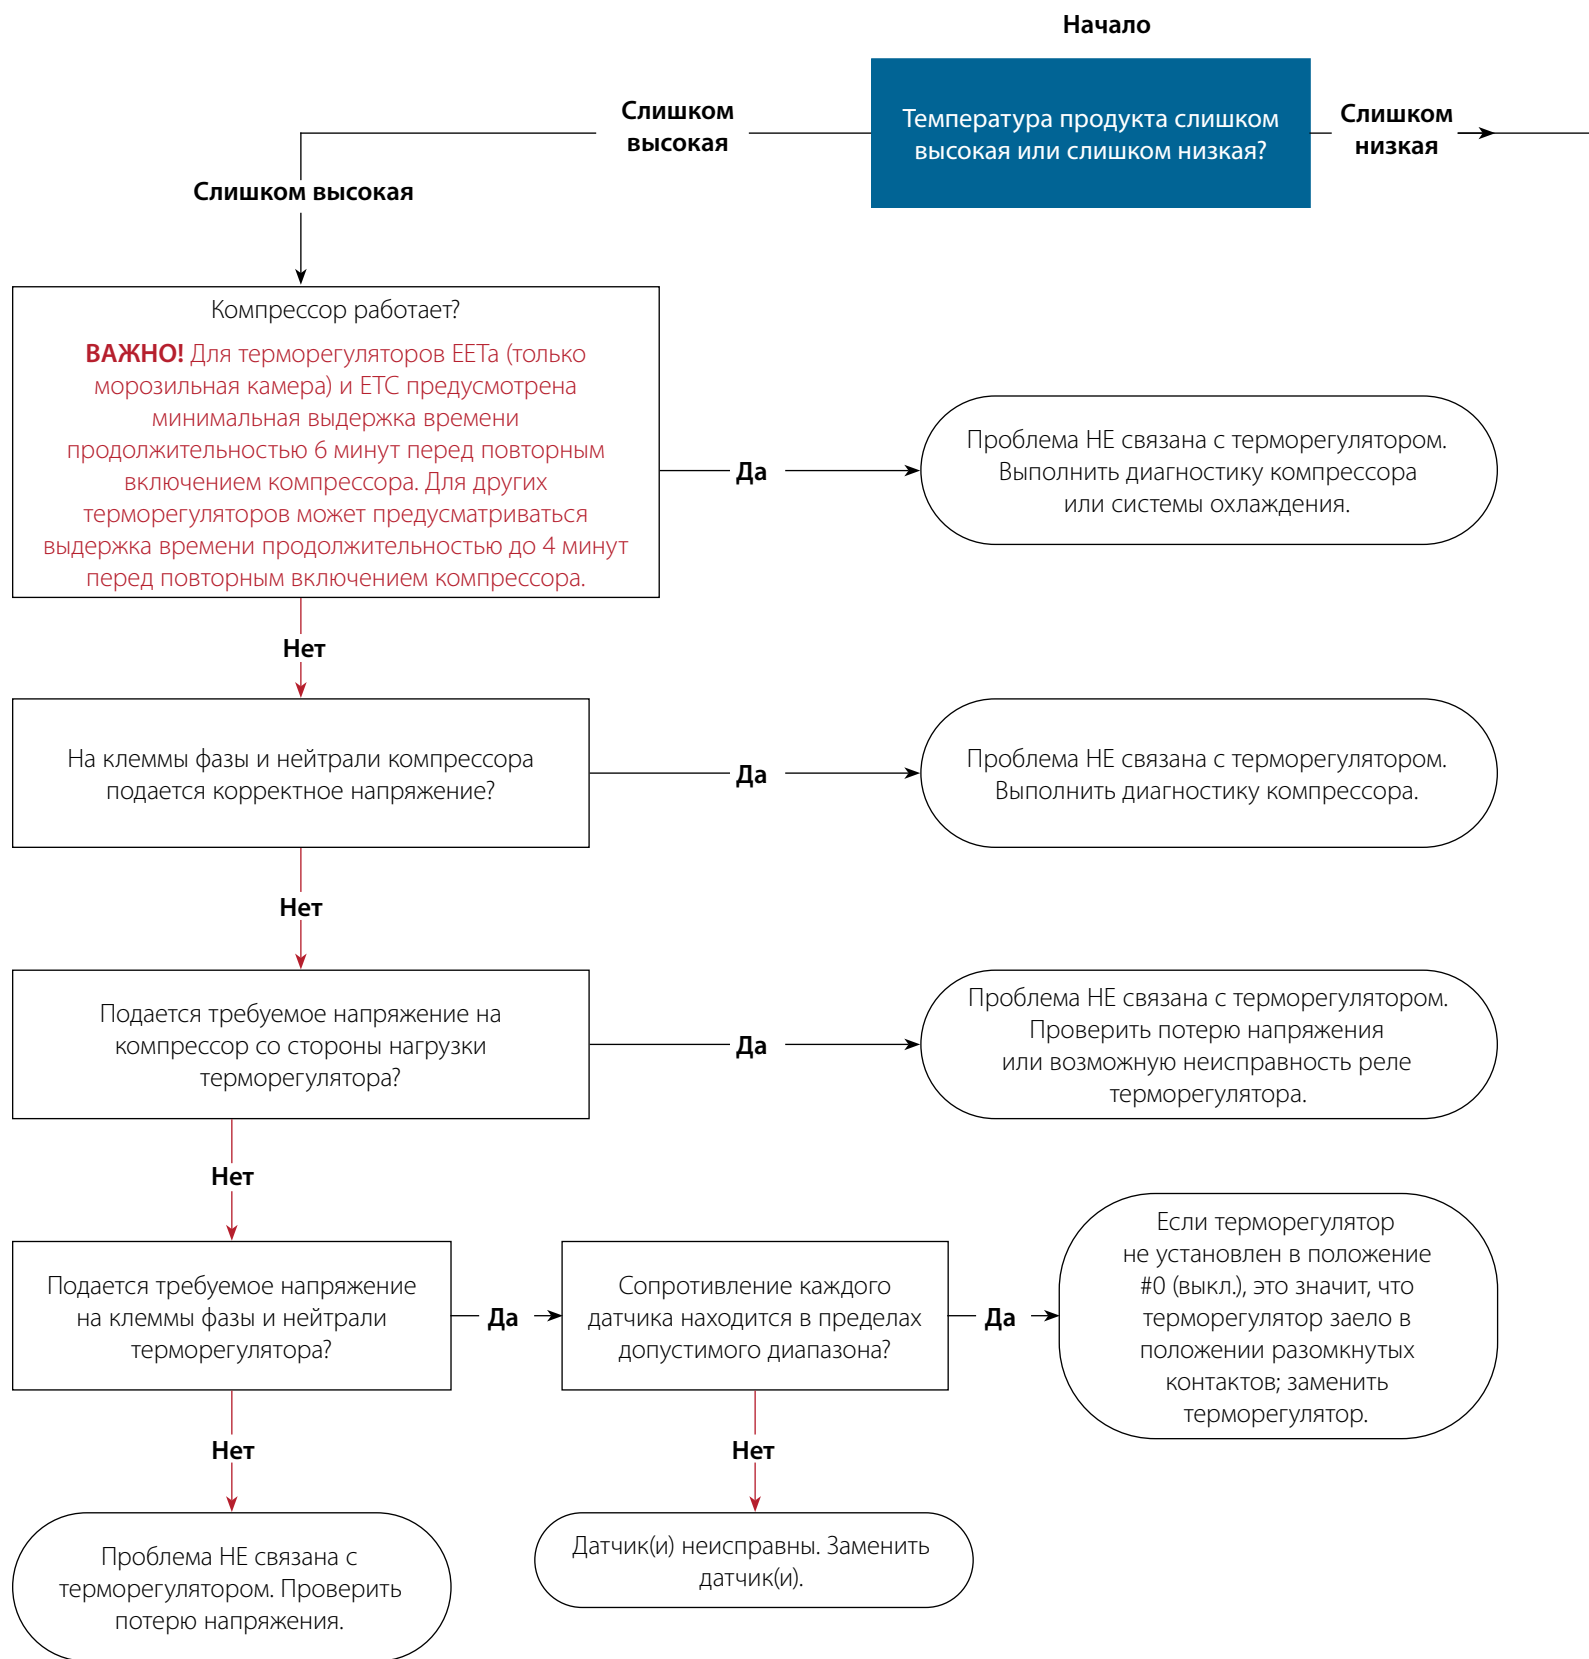 Начало
Слишком
высокая
Температура продукта слишком
высокая или слишком низкая?
Слишком
низкая
Слишком высокая
Компрессор работает?
ВАЖНО! Для терморегуляторов EETa (только
морозильная камера) и ETC предусмотрена
минимальная выдержка времени
продолжительностью 6 минут перед повторным
включением компрессора. Для других
терморегуляторов может предусматриваться
выдержка времени продолжительностью до 4 минут
перед повторным включением компрессора.
Да
Проблема НЕ связана с терморегулятором.
Выполнить диагностику компрессора
или системы охлаждения.
Нет
На клеммы фазы и нейтрали компрессора
подается корректное напряжение?
Да
Проблема НЕ связана с терморегулятором.
Выполнить диагностику компрессора.
Нет
Подается требуемое напряжение на
компрессор со стороны нагрузки
терморегулятора?
Да
Проблема НЕ связана с терморегулятором.
Проверить потерю напряжения
или возможную неисправность реле
терморегулятора.
Нет
Подается требуемое напряжение
на клеммы фазы и нейтрали
терморегулятора?
Да
Сопротивление каждого
датчика находится в пределах
допустимого диапазона?
Да
Если терморегулятор
не установлен в положение
#0 (выкл.), это значит, что
терморегулятор заело в
положении разомкнутых
контактов; заменить
терморегулятор.
Нет
Нет
Проблема НЕ связана с
терморегулятором. Проверить
потерю напряжения.
Датчик(и) неисправны. Заменить
датчик(и).